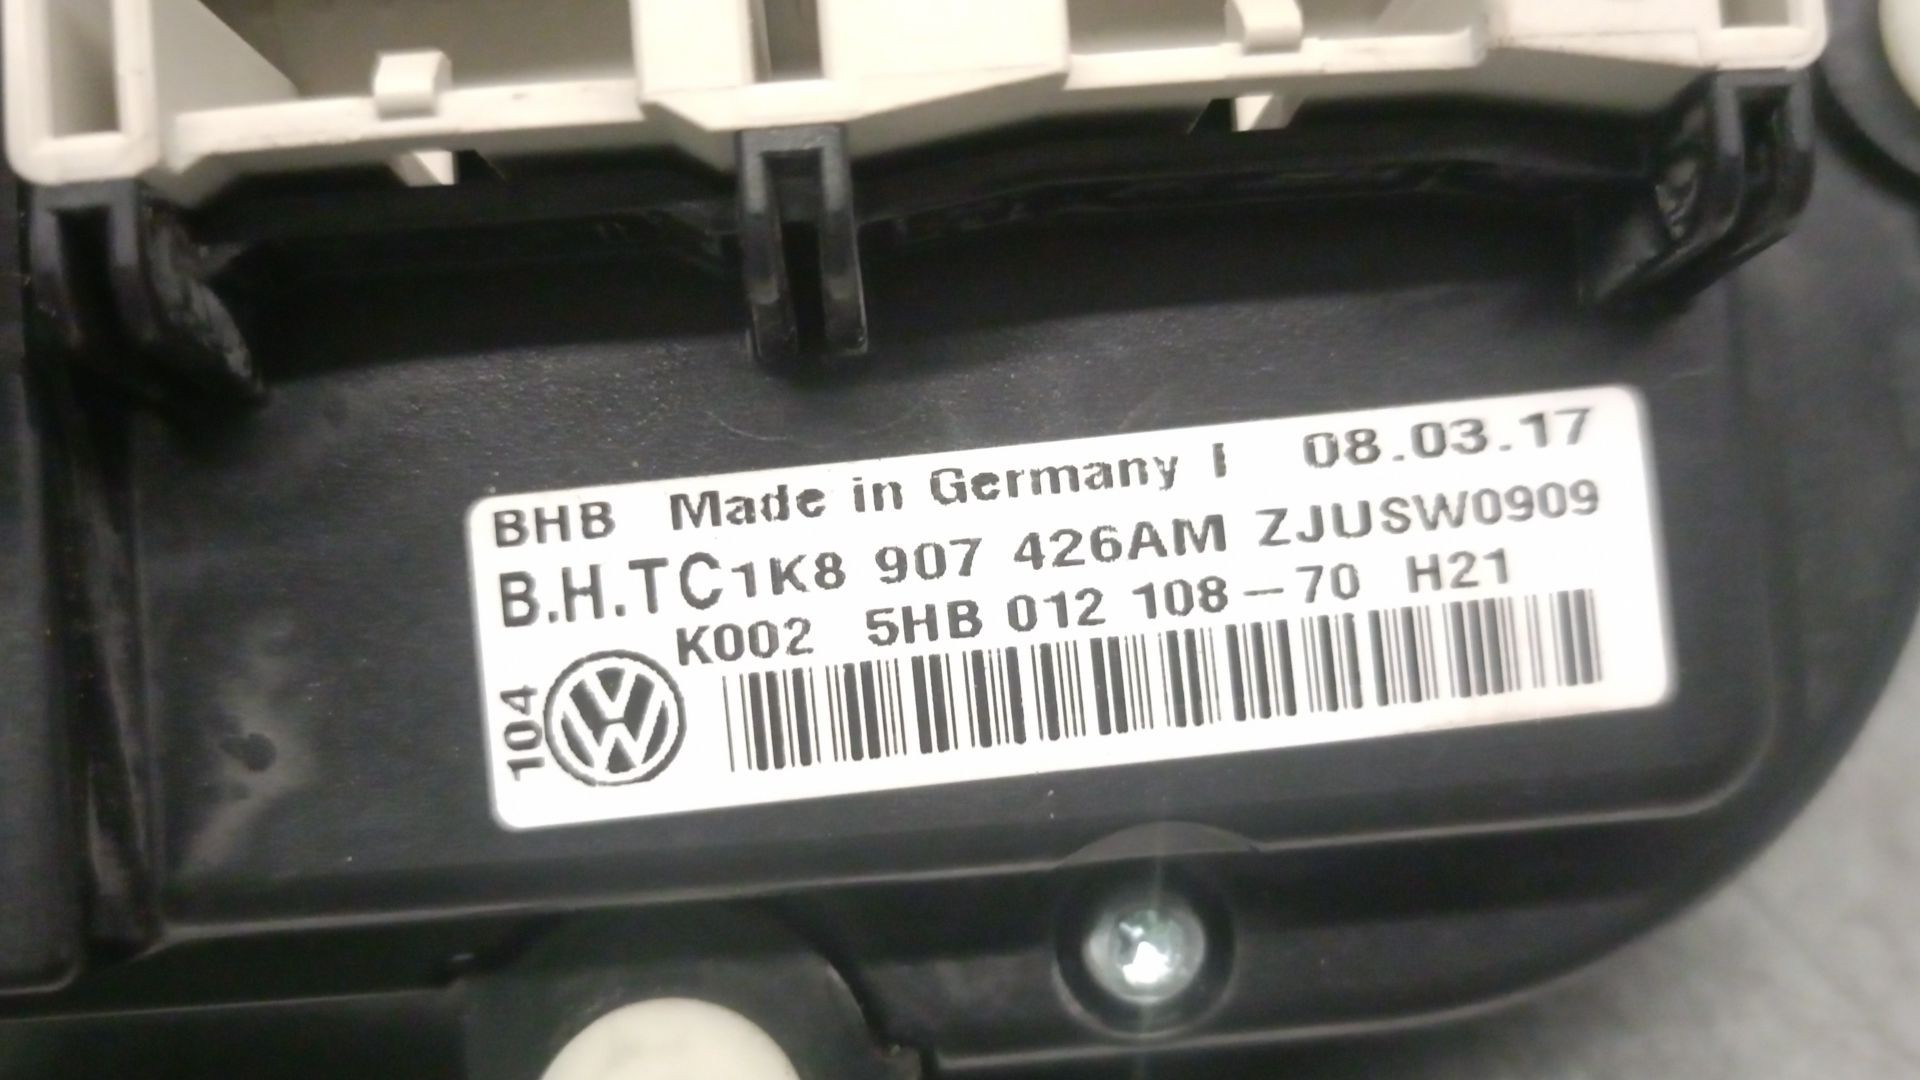 BHB Made in Germany I 08.03.17
B.H.TC1K8 907 426AM ZJUSW0909
K002 5HB 012 108-70 H21
104